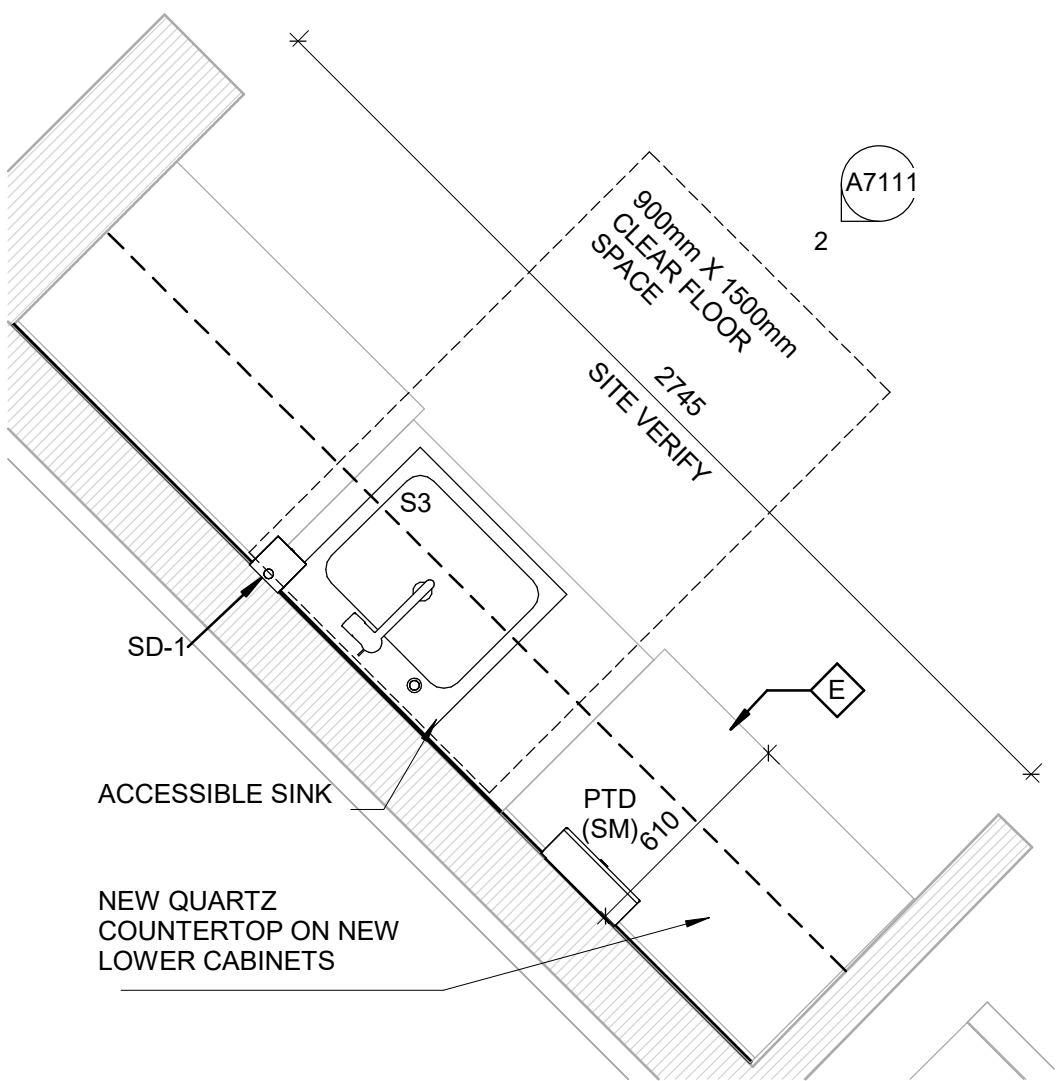 A7111
2
900mm X 1500mm
CLEAR FLOOR
SPACE
2745
SITE VERIFY
S3
SD-1
E
ACCESSIBLE SINK
PTD
(SM)
610
NEW QUARTZ
COUNTERTOP ON NEW
LOWER CABINETS